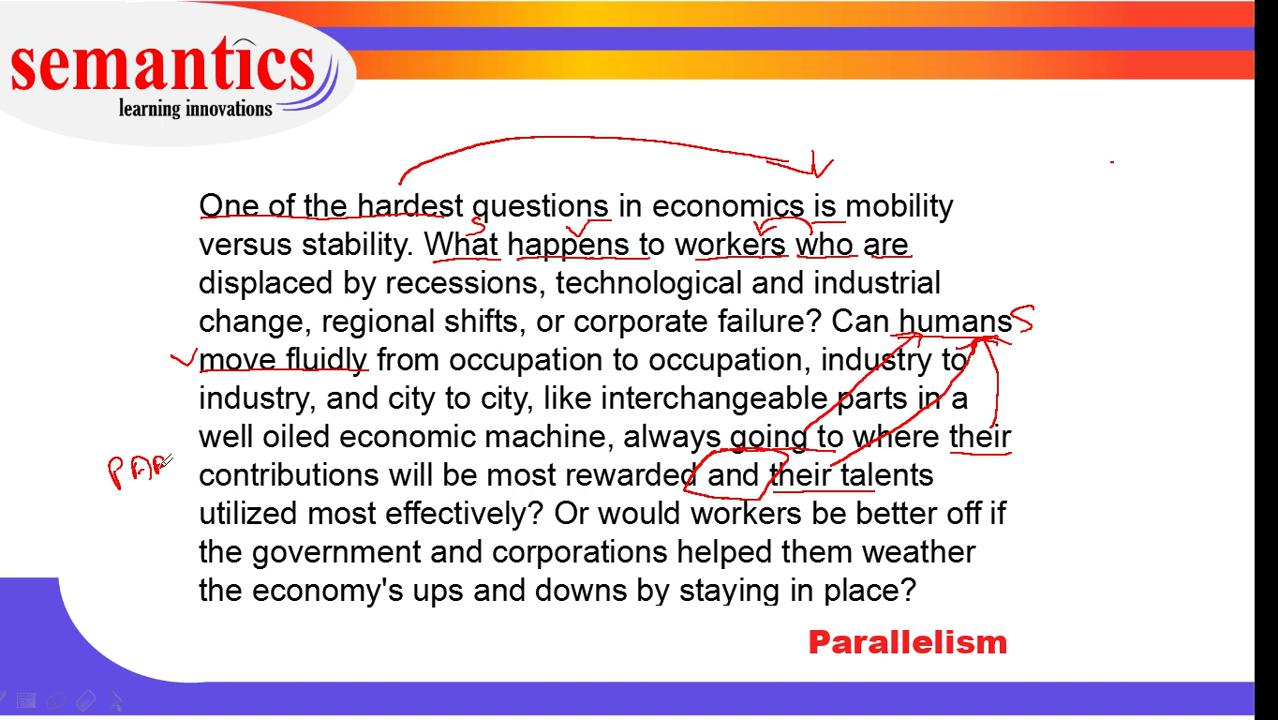 semantics
learning innovations
One of the hardest questions in economics is mobility
S
versus stability. What happens to workers who are
displaced by recessions, technological and industrial
change, regional shifts, or corporate failure? Can humans S
move fluidly from occupation to occupation, industry to
industry, and city to city, like interchangeable parts in a
well oiled economic machine, always going to where their
PAR
contributions will be most rewarded and their talents
utilized most effectively? Or would workers be better off if
the government and corporations helped them weather
the economy's ups and downs by staying in place?
Parallelism